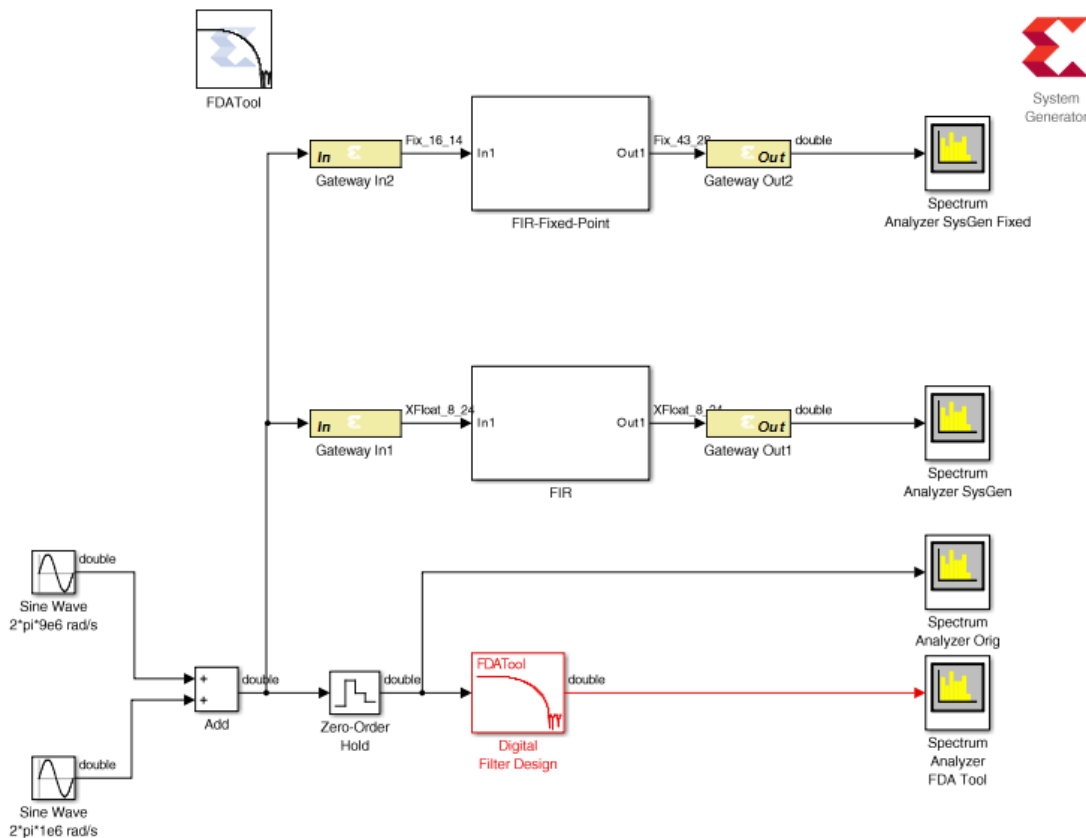 FDATool
System
Generator
Fix_16_14
Fix_43_28
double
In
In1
Out1
Out
Gateway In2
Gateway Out2
FIR-Fixed-Point
Spectrum
Analyzer SysGen Fixed
XFloat_8_24
XFloat_8_24
double
In
In1
Out1
Out
Gateway In1
Gateway Out1
FIR
Spectrum
Analyzer SysGen
double
Sine Wave
2*pi*9e6 rad/s
Spectrum
Analyzer Orig
+
+
double
Add
double
Zero-Order
Hold
FDATool
double
Digital
Filter Design
Spectrum
Analyzer
FDA Tool
double
Sine Wave
2*pi*1e6 rad/s